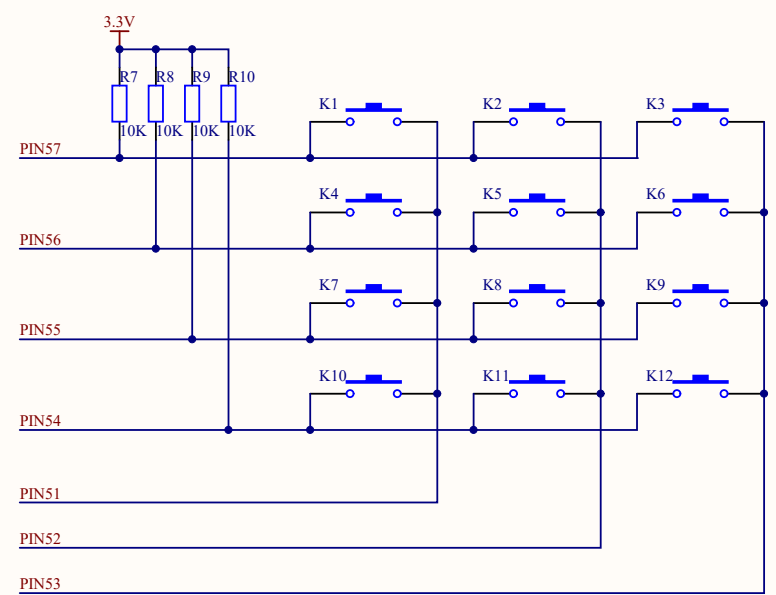 3.3V
R7 R8 R9 R10
10K 10K 10K 10K
K1 K2 K3
PIN57
K4 K5 K6
PIN56
K7 K8 K9
PIN55
K10 K11 K12
PIN54
PIN51
PIN52
PIN53